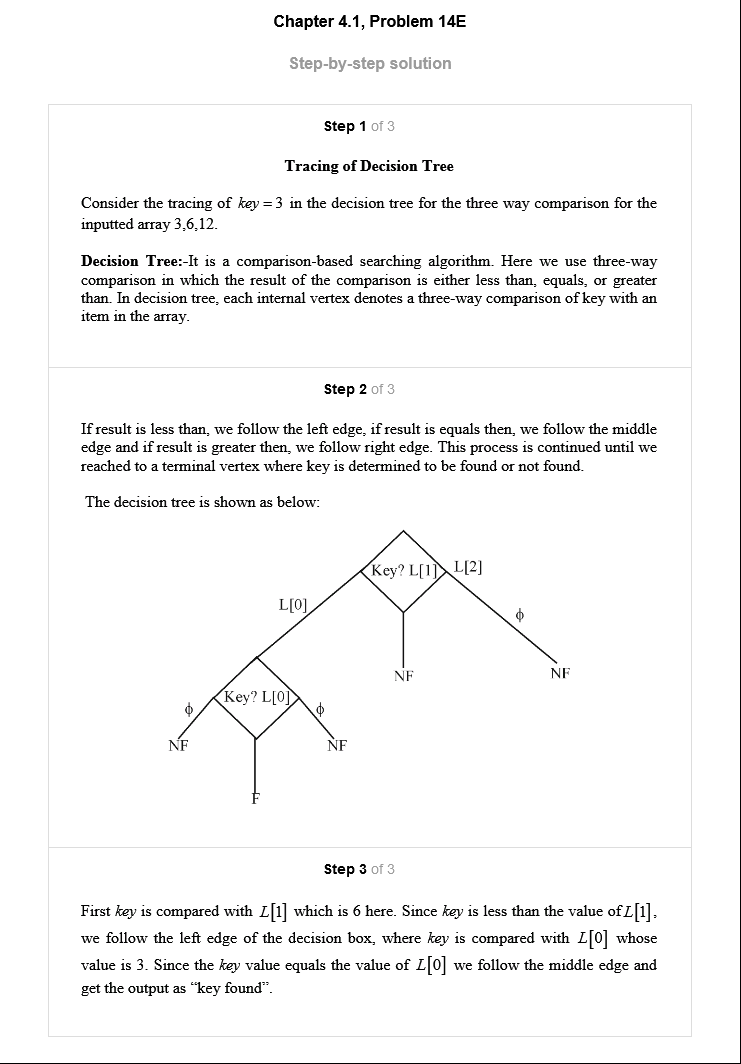 Chapter 4.1, Problem 14E
Step-by-step solution
Step 1 of 3
Tracing of Decision Tree
Consider the tracing of key = 3 in the decision tree for the three way comparison for the
inputted array 3,6,12.
Decision Tree:-It is a comparison-based searching algorithm. Here we use three-way
comparison in which the result of the comparison is either less than, equals, or greater
than. In decision tree, each internal vertex denotes a three-way comparison of key with an
item in the array.
Step 2 of 3
If result is less than, we follow the left edge, if result is equals then, we follow the middle
edge and if result is greater then, we follow right edge. This process is continued until we
reached to a terminal vertex where key is determined to be found or not found.
The decision tree is shown as below:
Key? L[1] L[2]
L[0]
ϕ
NF
NF
Key? L[0]
ϕ
ϕ
NF
NF
F
Step 3 of 3
First key is compared with L[1] which is 6 here. Since key is less than the value of L[1],
we follow the left edge of the decision box, where key is compared with L[0] whose
value is 3. Since the key value equals the value of L[0] we follow the middle edge and
get the output as “key found”.